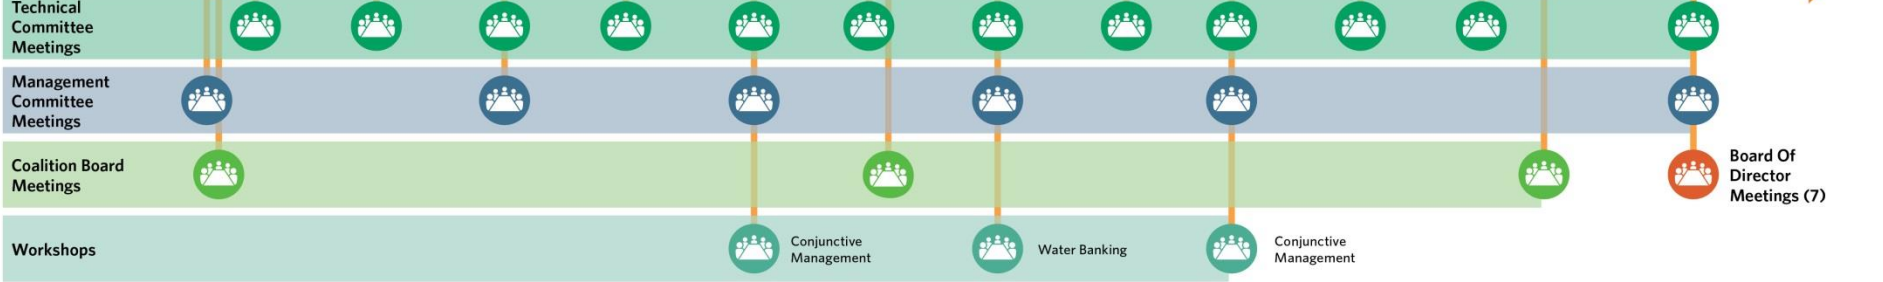 Technical
Committee
Meetings
Management
Committee
Meetings
Coalition Board
Meetings
Board Of
Director
Meetings (7)
Workshops
Conjunctive
Management
Water Banking
Conjunctive
Management